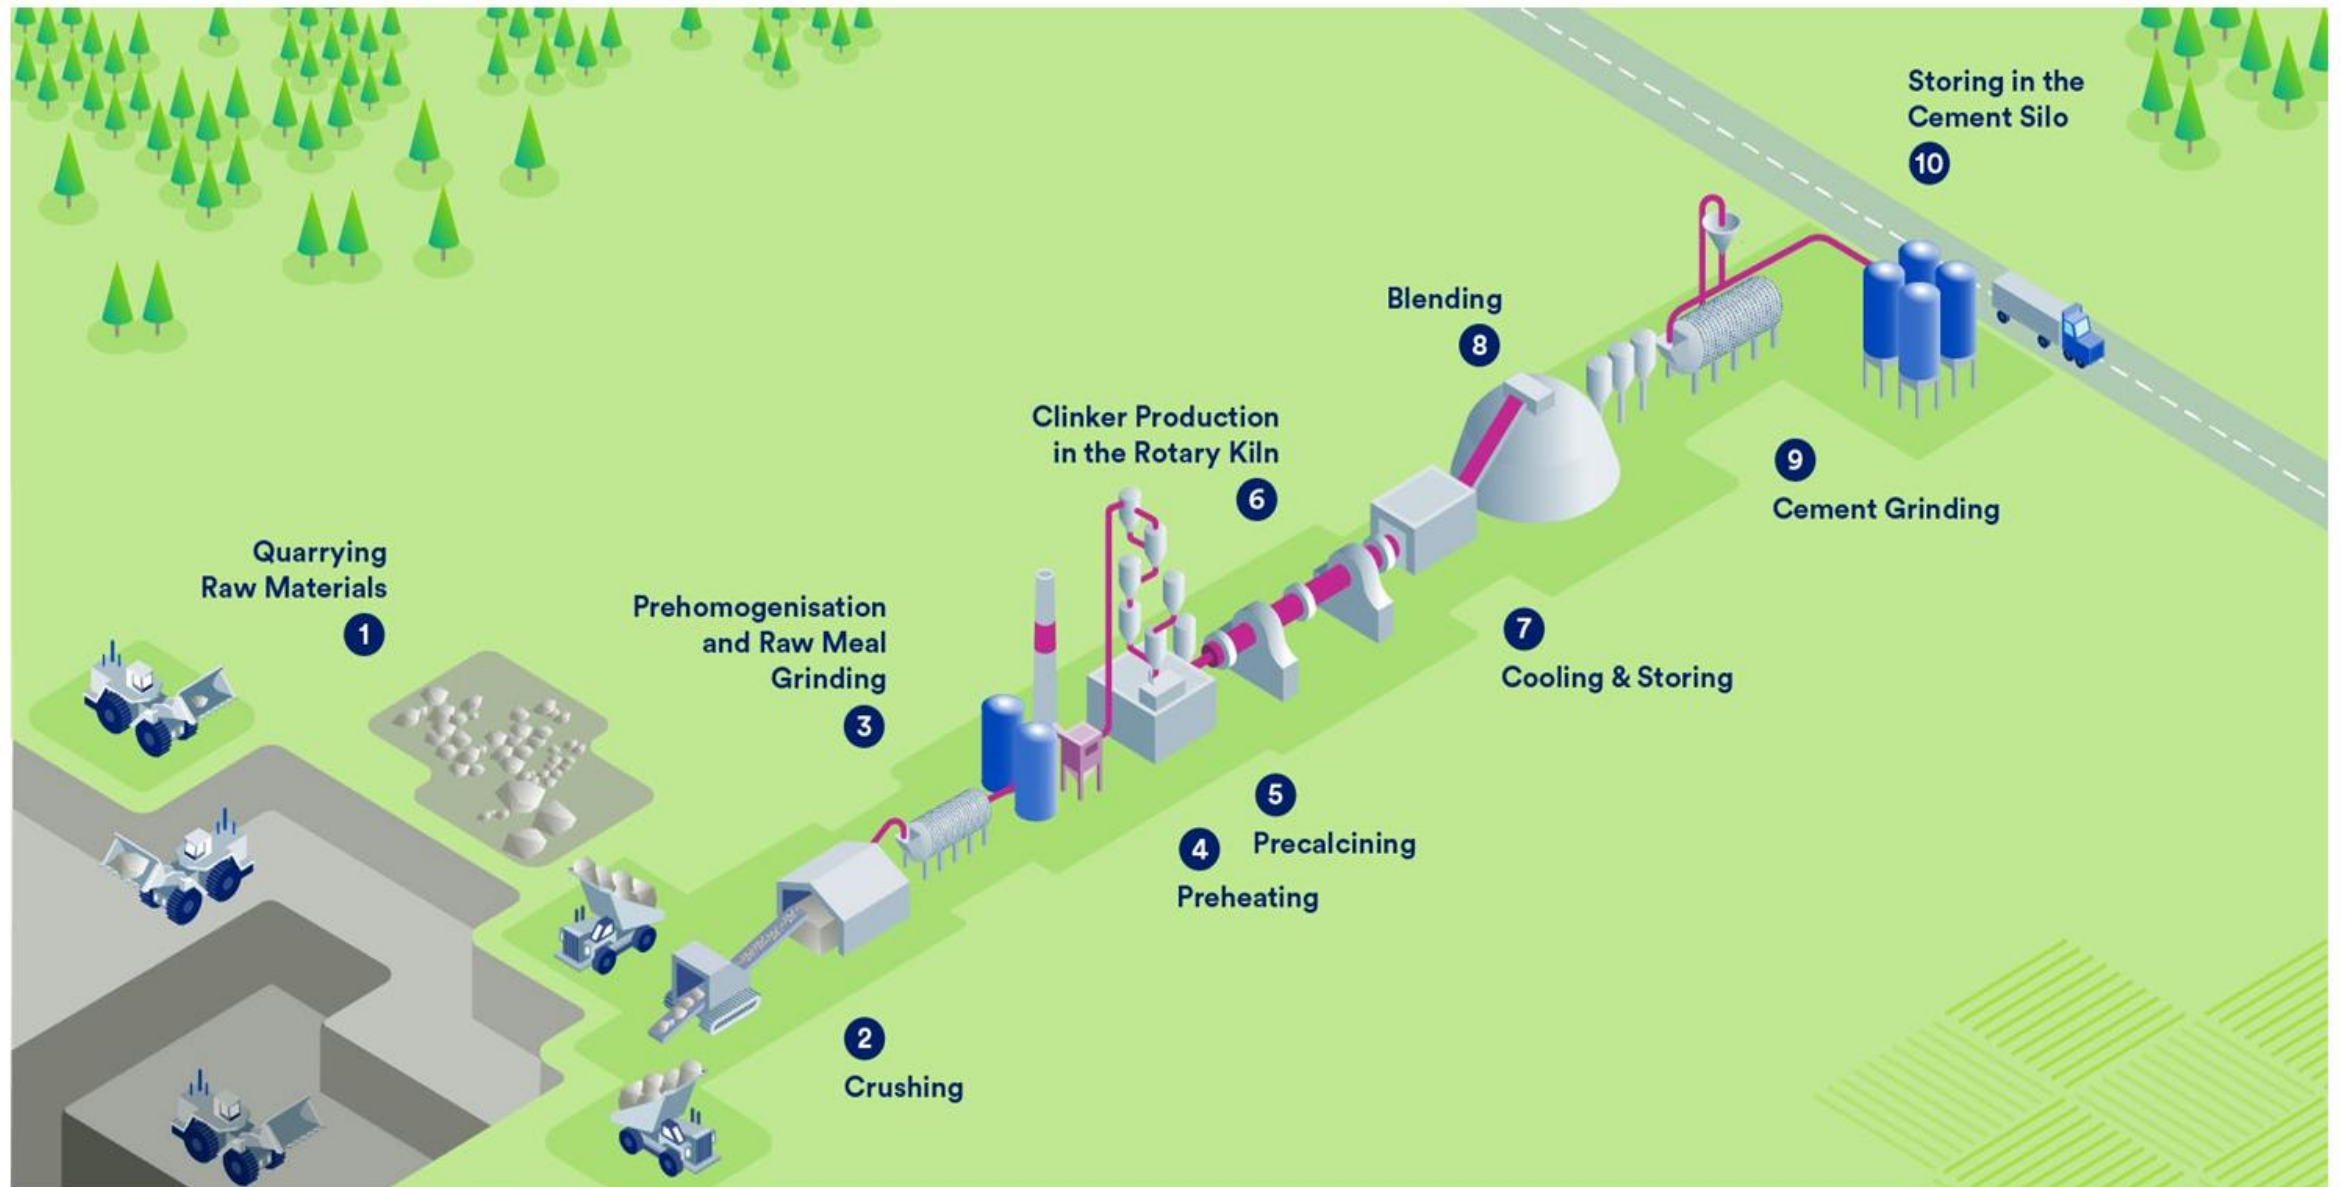 Quarrying
Raw Materials
1
2
Crushing
Prehomogenisation
and Raw Meal
Grinding
3
4
Preheating
5
Precalcining
Clinker Production
in the Rotary Kiln
6
7
Cooling & Storing
Blending
8
9
Cement Grinding
Storing in the
Cement Silo
10